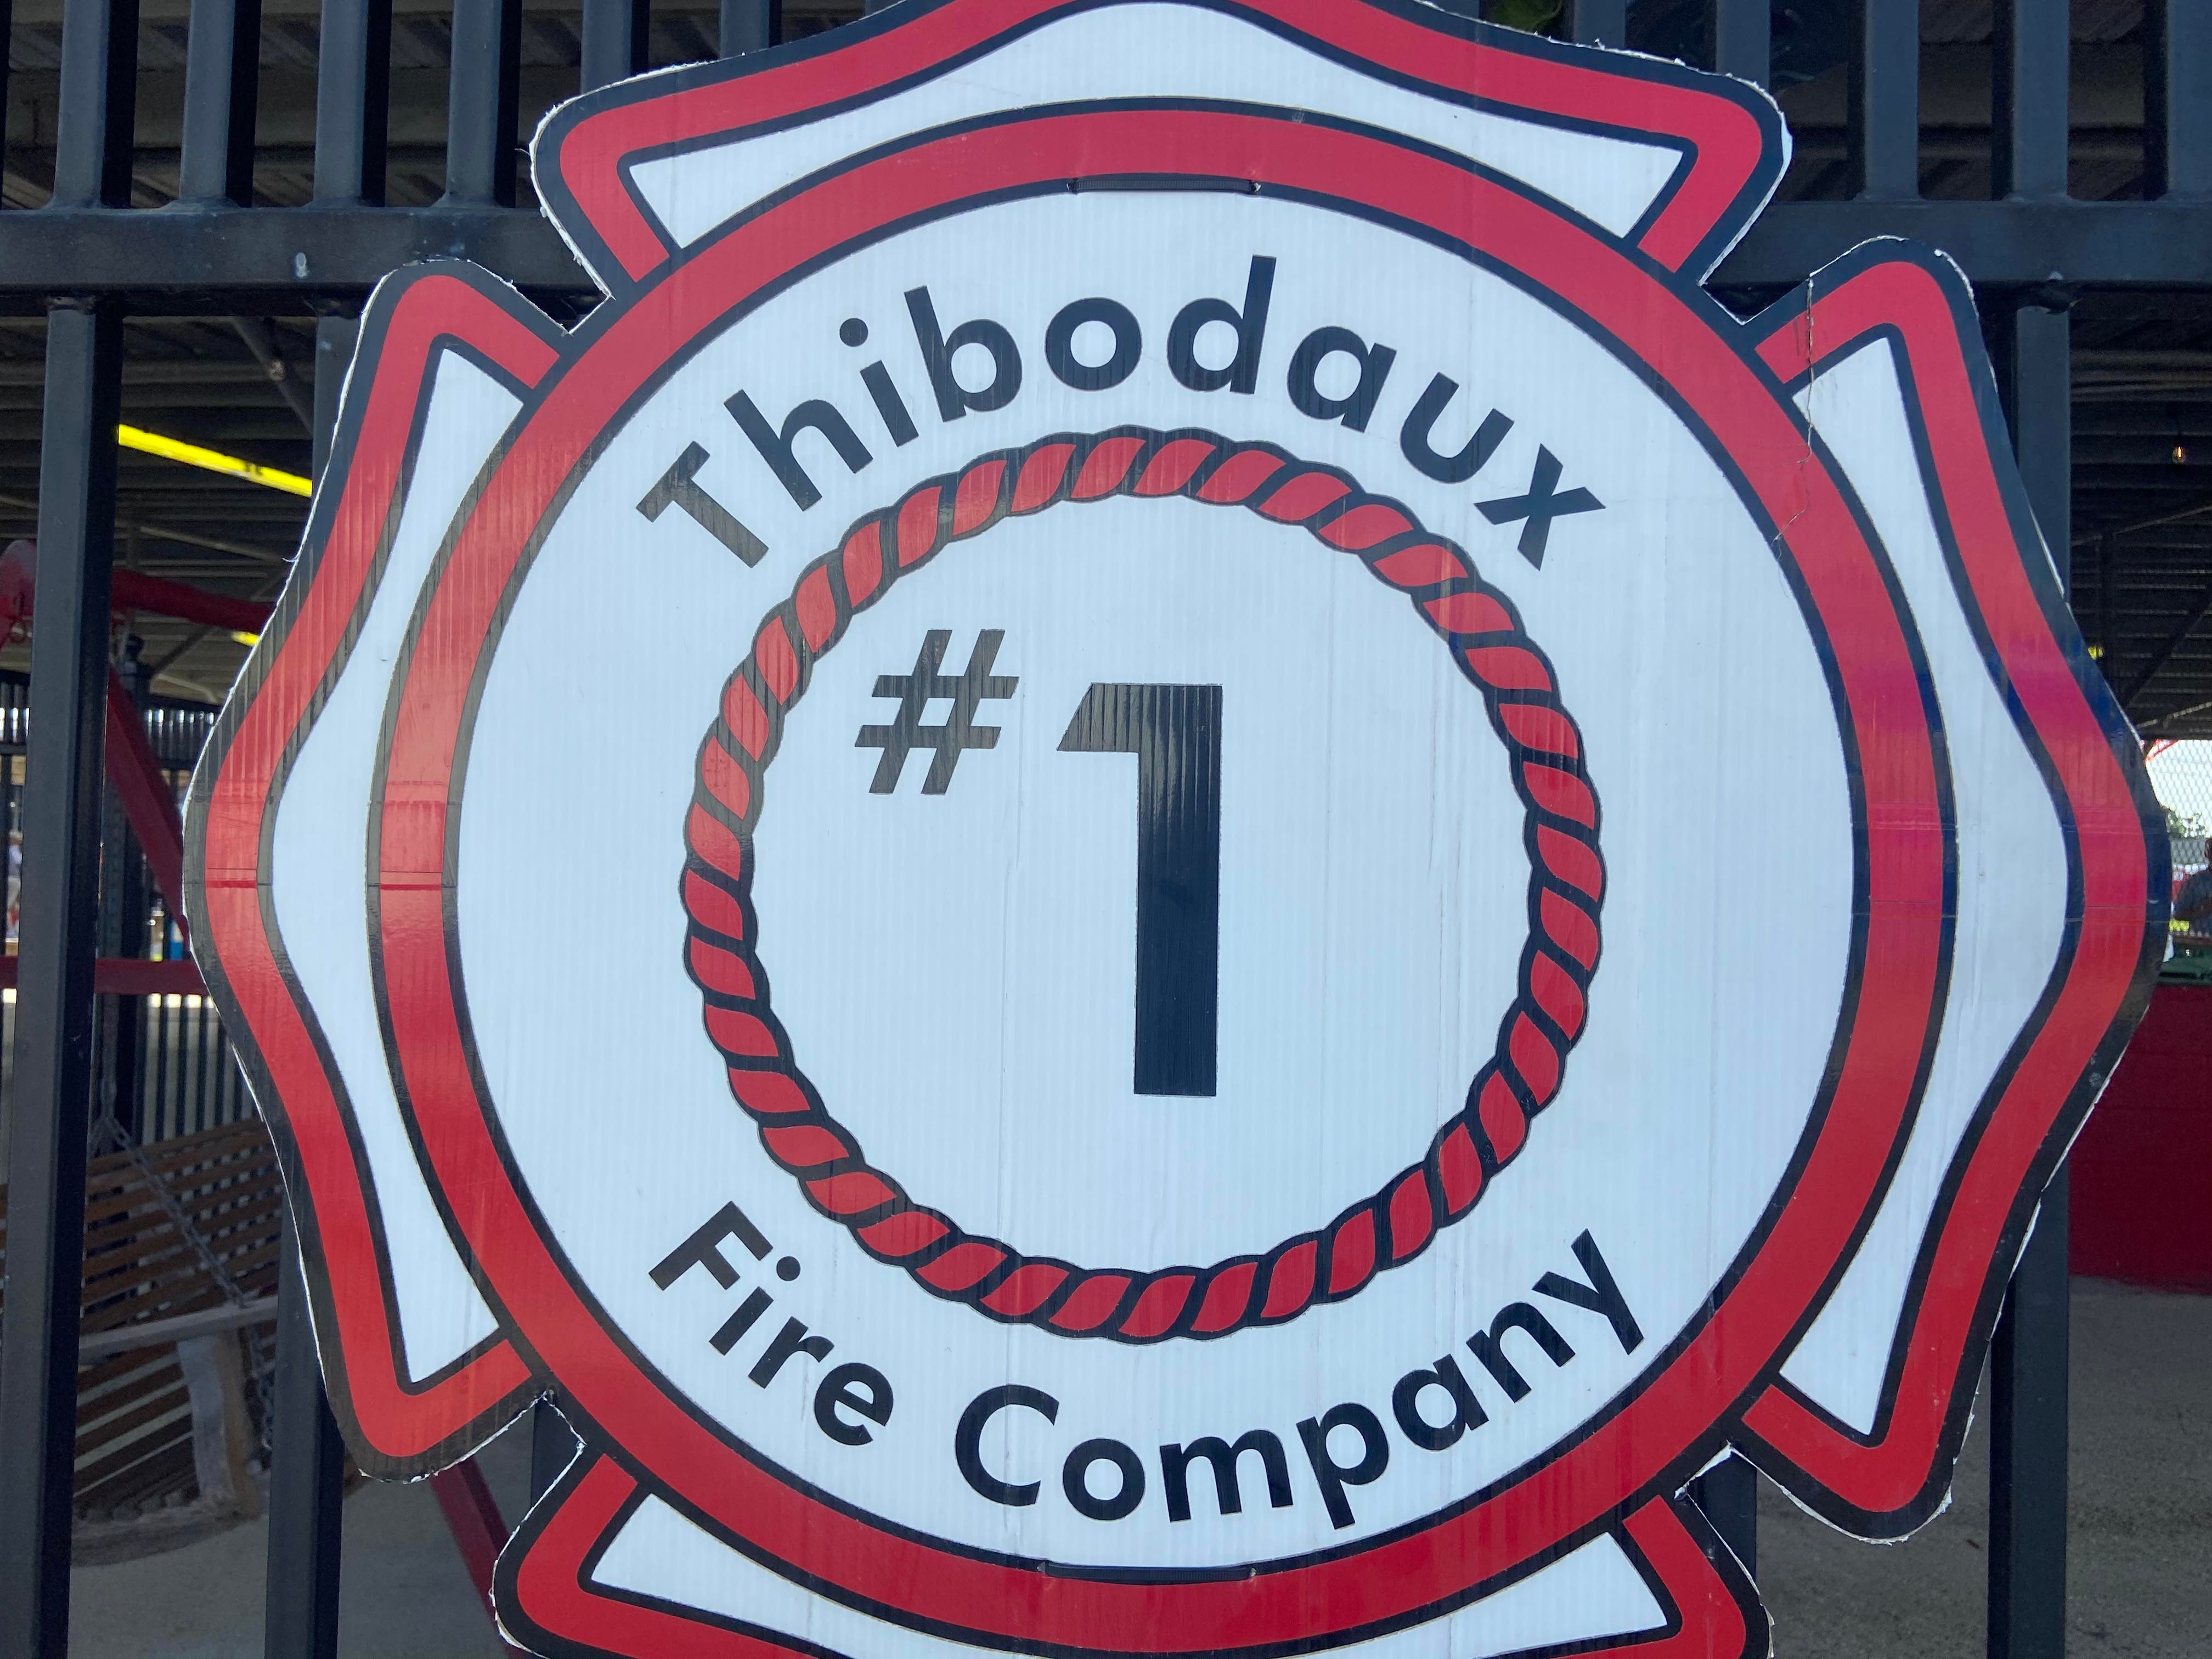 Thibodaux
#1
Fire Company